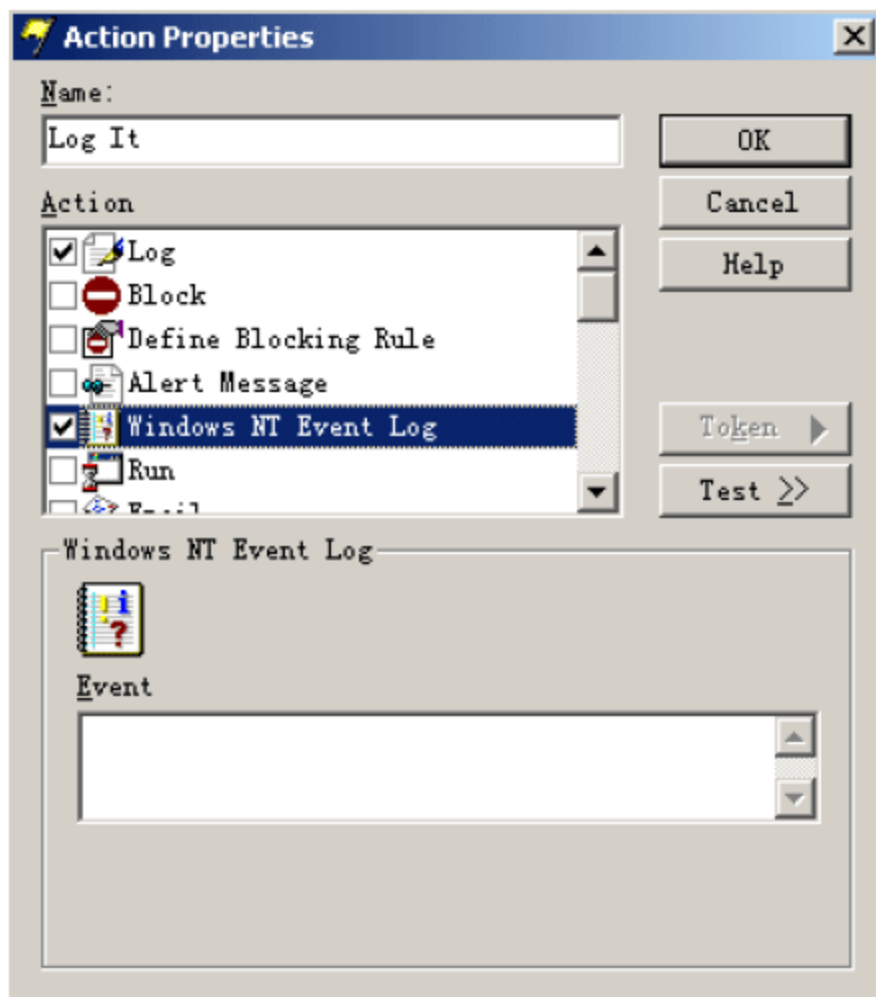 Action Properties
Name:
Log It
OK
Action
Cancel
Log
Help
Block
Define Blocking Rule
Alert Message
Windows NT Event Log
Token
Run
Test >>
Windows NT Event Log
Event